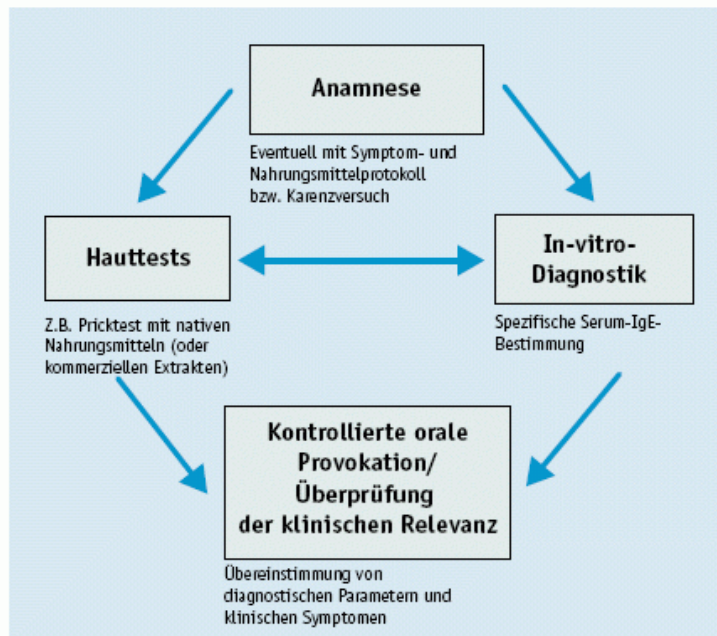 Anamnese
Eventuell mit Symptom- und
Nahrungsmittelprotokoll
bzw. Karenzversuch
Hauttests
Z.B. Pricktest mit nativen
Nahrungsmitteln (oder
kommerziellen Extrakten)
In-vitro-
Diagnostik
Spezifische Serum-IgE-
Bestimmung
Kontrollierte orale
Provokation/
Überprüfung
der klinischen Relevanz
Übereinstimmung von
diagnostischen Parametern und
klinischen Symptomen